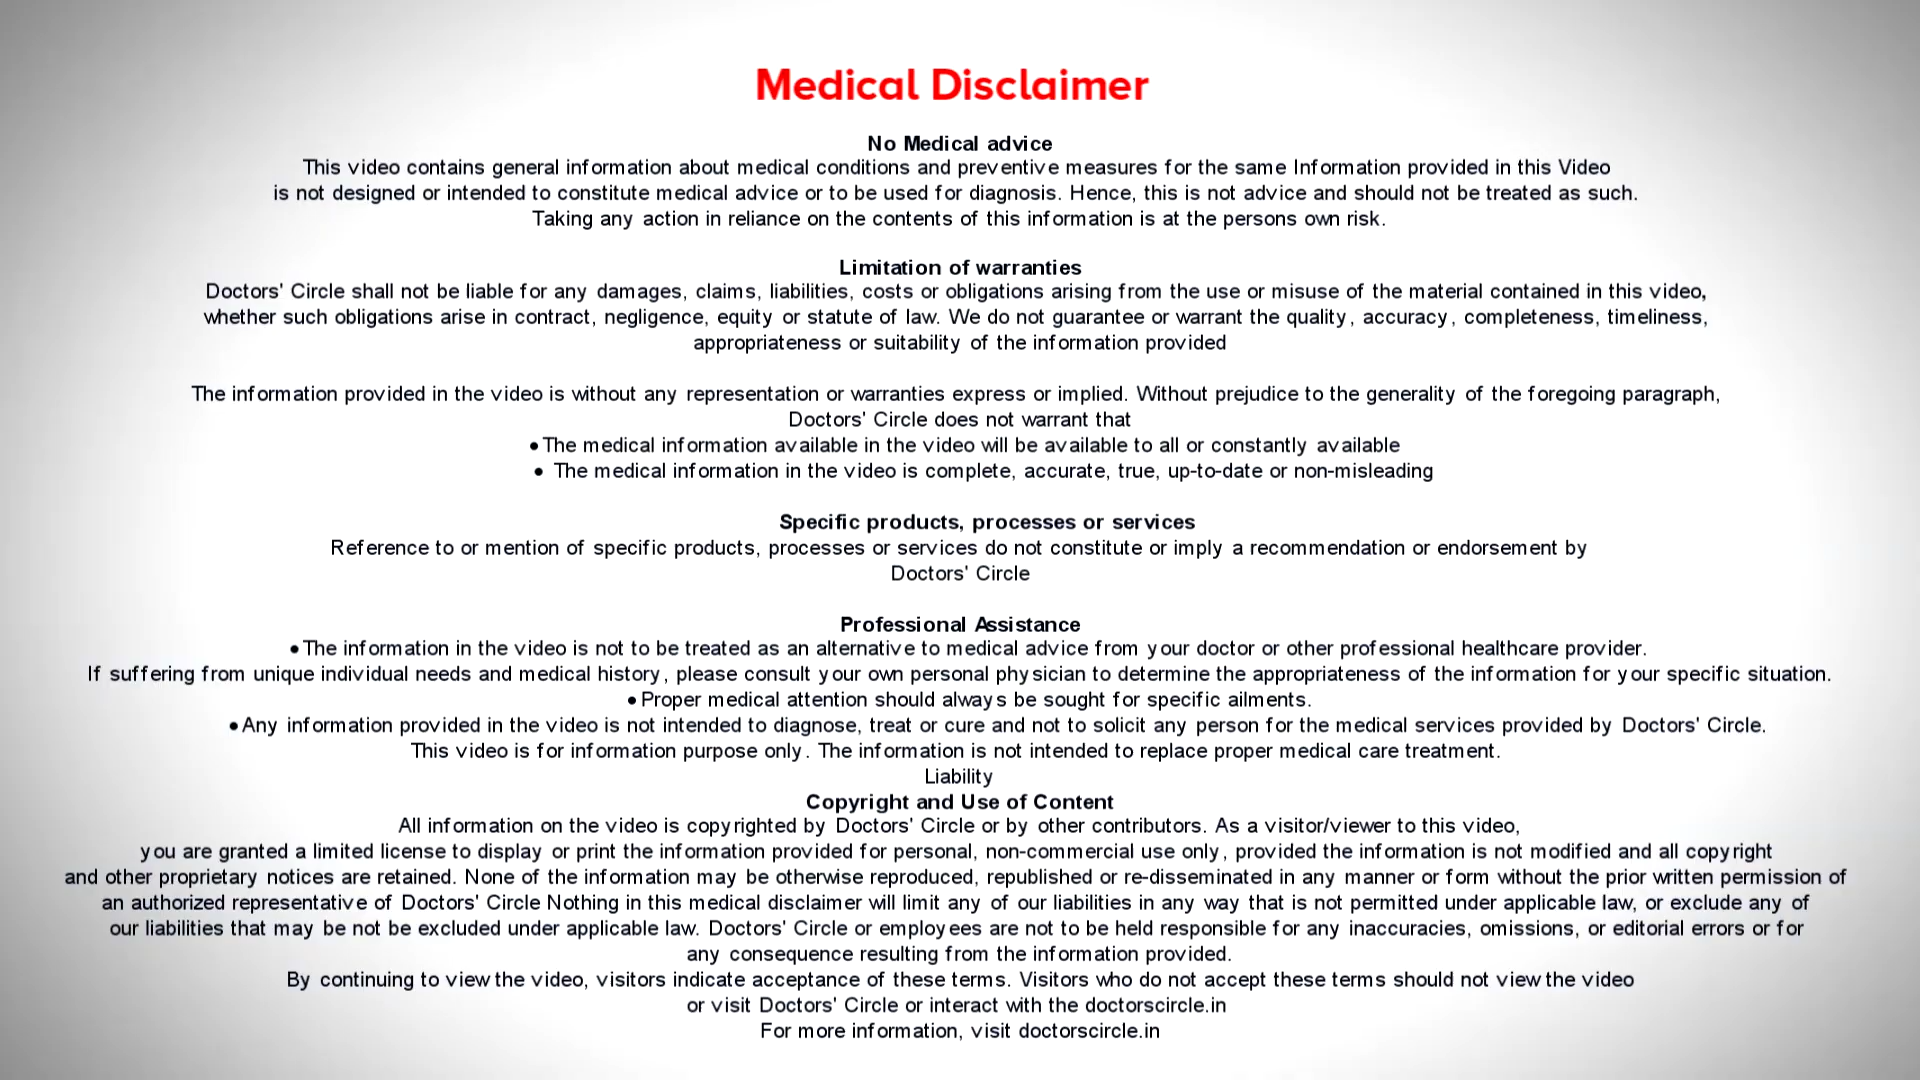 Medical Disclaimer
No Medical advice
This video contains general information about medical conditions and preventive measures for the same Information provided in this Video
is not designed or intended to constitute medical advice or to be used for diagnosis. Hence, this is not advice and should not be treated as such.
Taking any action in reliance on the contents of this information is at the persons own risk.
Limitation of warranties
Doctors' Circle shall not be liable for any damages, claims, liabilities, costs or obligations arising from the use or misuse of the material contained in this video,
whether such obligations arise in contract, negligence, equity or statute of law. We do not guarantee or warrant the quality, accuracy, completeness, timeliness,
appropriateness or suitability of the information provided
The information provided in the video is without any representation or warranties express or implied. Without prejudice to the generality of the foregoing paragraph,
Doctors' Circle does not warrant that
•The medical information available in the video will be available to all or constantly available
• The medical information in the video is complete, accurate, true, up-to-date or non-misleading
Specific products, processes or services
Reference to or mention of specific products, processes or services do not constitute or imply a recommendation or endorsement by
Doctors' Circle
Professional Assistance
•The information in the video is not to be treated as an alternative to medical advice from your doctor or other professional healthcare provider.
If suffering from unique individual needs and medical history, please consult your own personal physician to determine the appropriateness of the information for your specific situation.
•Proper medical attention should always be sought for specific ailments.
•Any information provided in the video is not intended to diagnose, treat or cure and not to solicit any person for the medical services provided by Doctors' Circle.
This video is for information purpose only. The information is not intended to replace proper medical care treatment.
Liability
Copyright and Use of Content
All information on the video is copyrighted by Doctors' Circle or by other contributors. As a visitor/viewer to this video,
you are granted a limited license to display or print the information provided for personal, non-commercial use only, provided the information is not modified and all copyright
and other proprietary notices are retained. None of the information may be otherwise reproduced, republished or re-disseminated in any manner or form without the prior written permission of
an authorized representative of Doctors' Circle Nothing in this medical disclaimer will limit any of our liabilities in any way that is not permitted under applicable law, or exclude any of
our liabilities that may be not be excluded under applicable law. Doctors' Circle or employees are not to be held responsible for any inaccuracies, omissions, or editorial errors or for
any consequence resulting from the information provided.
By continuing to view the video, visitors indicate acceptance of these terms. Visitors who do not accept these terms should not view the video
or visit Doctors' Circle or interact with the doctorscircle.in
For more information, visit doctorscircle.in